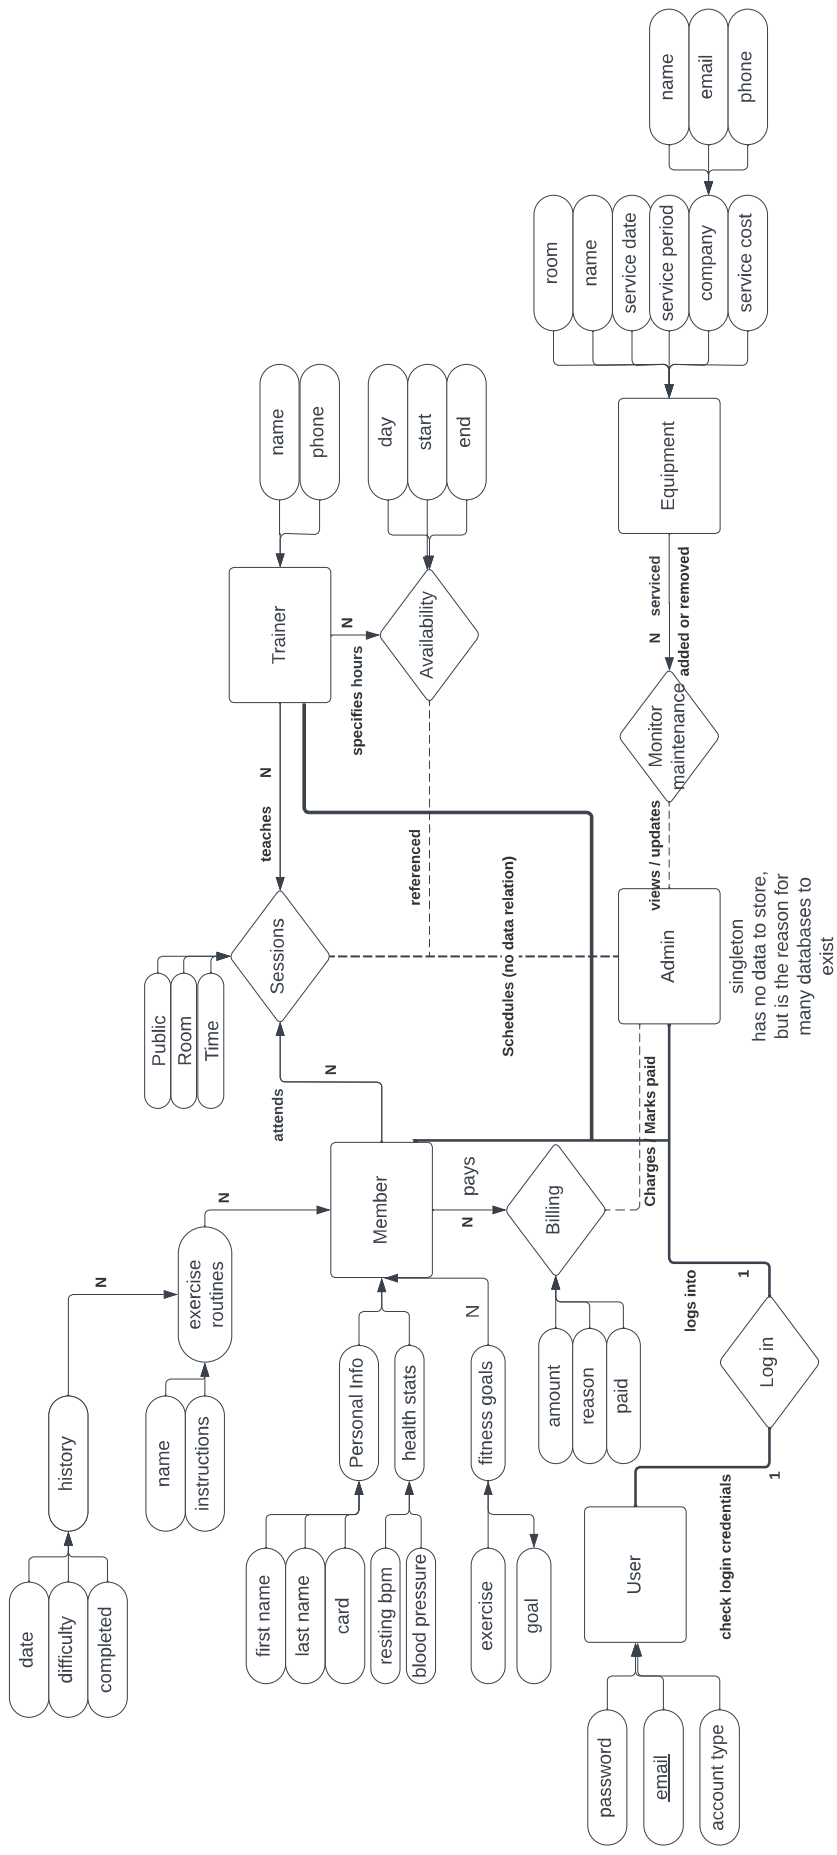 date
difficulty
completed
history
N
name
instructions
exercise
routines
N
Public
Room
Time
first name
last name
card
Personal Info
resting bpm
blood pressure
health stats
exercise
goal
fitness goals
N
Member
attends
N
Sessions
teaches
N
Trainer
name
phone
specifies hours
N
Availability
day
start
end
referenced
pays
N
Billing
amount
reason
paid
Schedules (no data relation)
Charges / Marks paid
Admin
singleton
has no data to store,
but is the reason for
many databases to
exist
views / updates
Monitor
maintenance
N
serviced
added or removed
Equipment
room
name
service date
service period
company
service cost
name
email
phone
password
email
account type
User
check login credentials
1
Log in
logs into
1